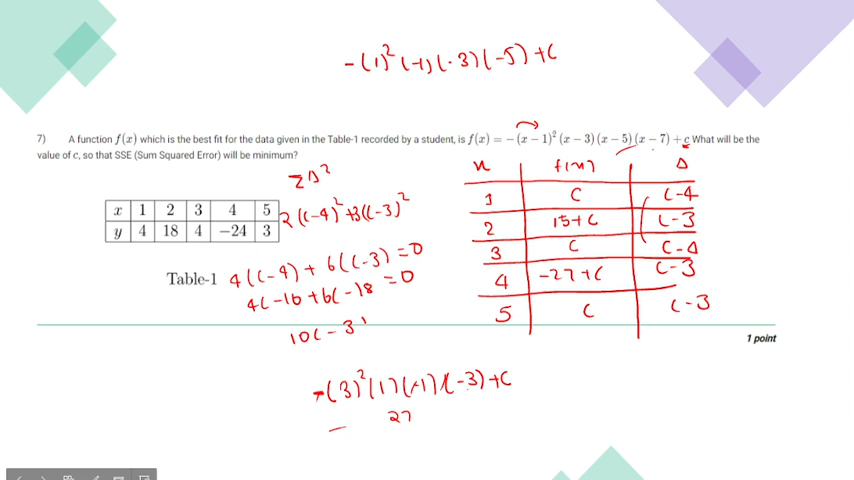 -(1)² (-1)(-3)(-5)+C
7) A function f(x) which is the best fit for the data given in the Table-1 recorded by a student, is f(x) = −(x − 1)² (x − 3) (x − 5) (x − 7) + c What will be the
value of c, so that SSE (Sum Squared Error) will be minimum?
ΣΔ²
x 1 2 3 4 5
y 4 18 4 −24 3
Table-1
2(C-4)²+3(C-3)²
4(C-4) + 6(C-3) = 0
4C-16+6C-18 = 0
10C-3
x f(x) Δ
1 C C-4
2 15+C C-3
3 C C-4
4 -27+C C-3
5 C C-3
1 point
-(3)²(1)(-1)(-3)+C
- 27